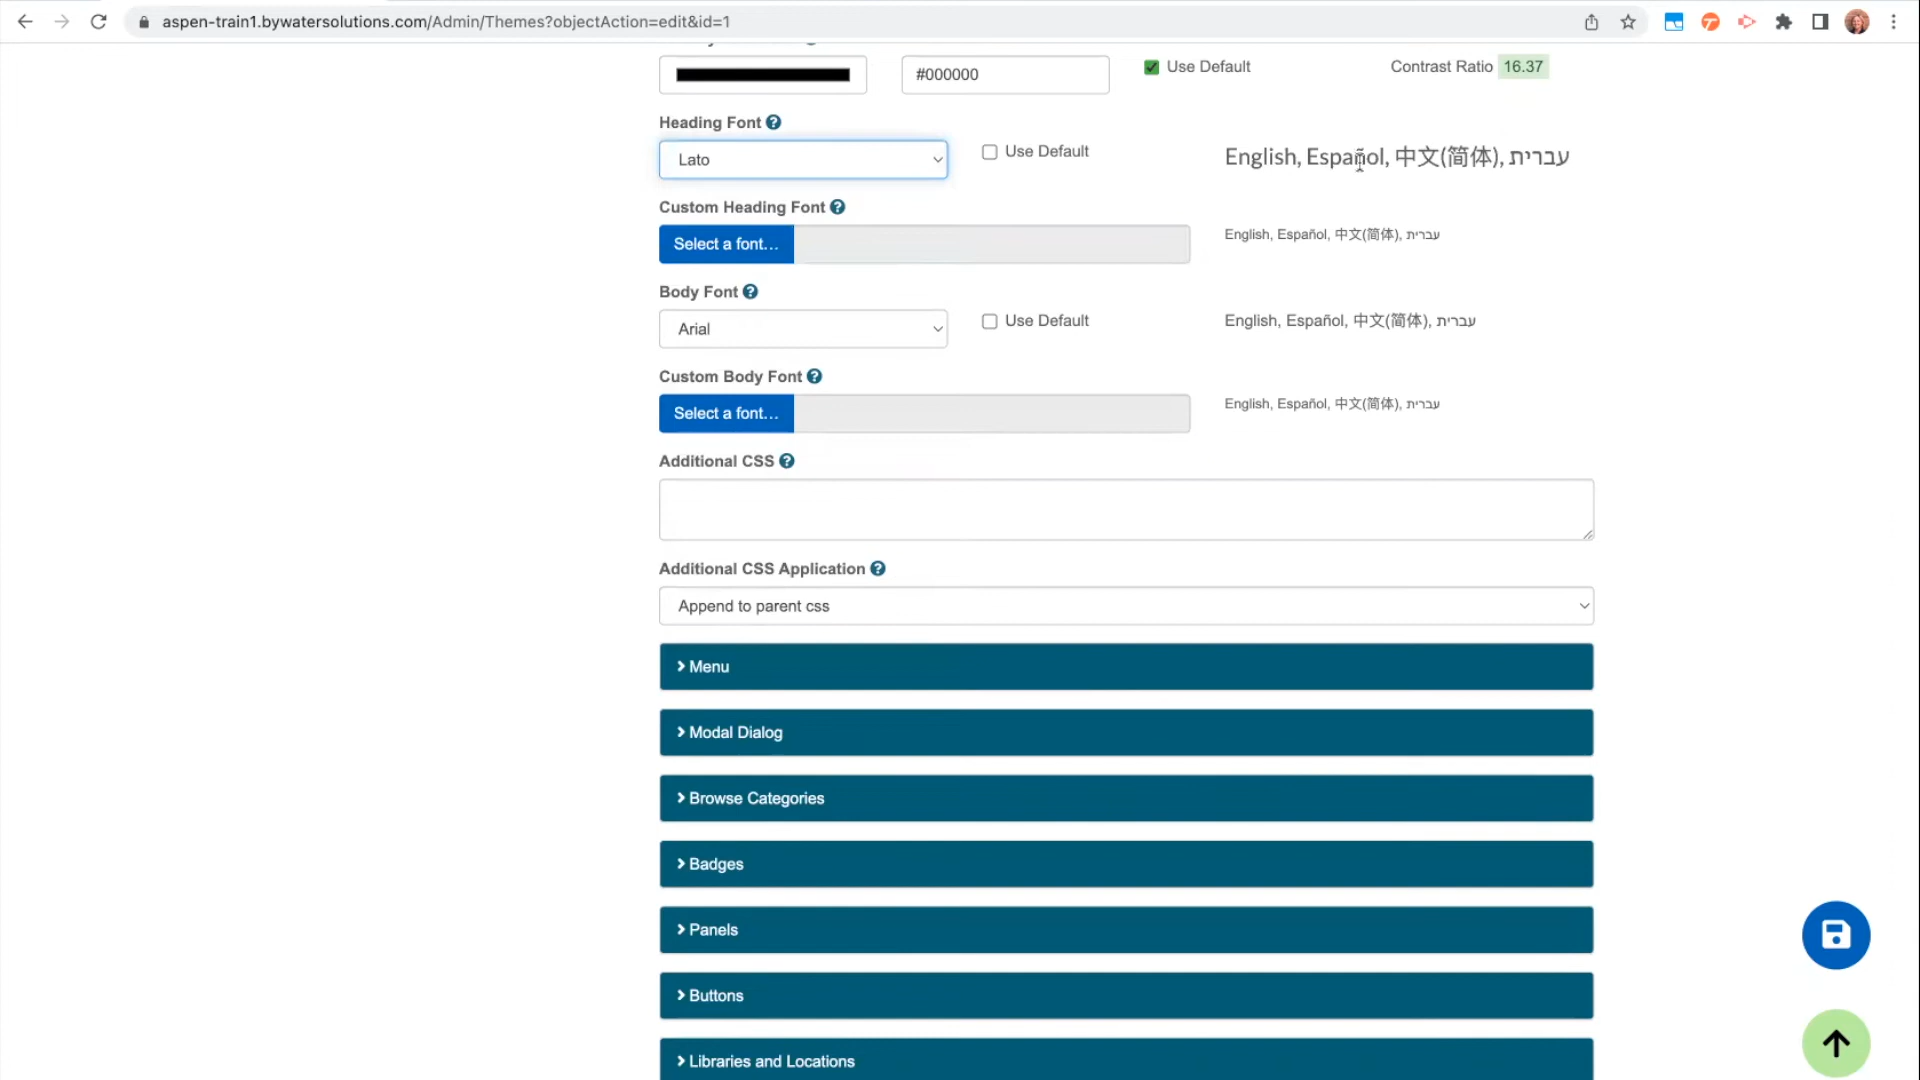 aspen-train1.bywatersolutions.com/Admin/Themes?objectAction=edit&id=1
#000000
Use Default
Contrast Ratio 16.37
Heading Font
Lato
Use Default
English, Español, 中文(简体), עברית
Custom Heading Font
Select a font...
English, Español, 中文(简体), עברית
Body Font
Arial
Use Default
English, Español, 中文(简体), עברית
Custom Body Font
Select a font...
English, Español, 中文(简体), עברית
Additional CSS
Additional CSS Application
Append to parent css
Menu
Modal Dialog
Browse Categories
Badges
Panels
Buttons
Libraries and Locations